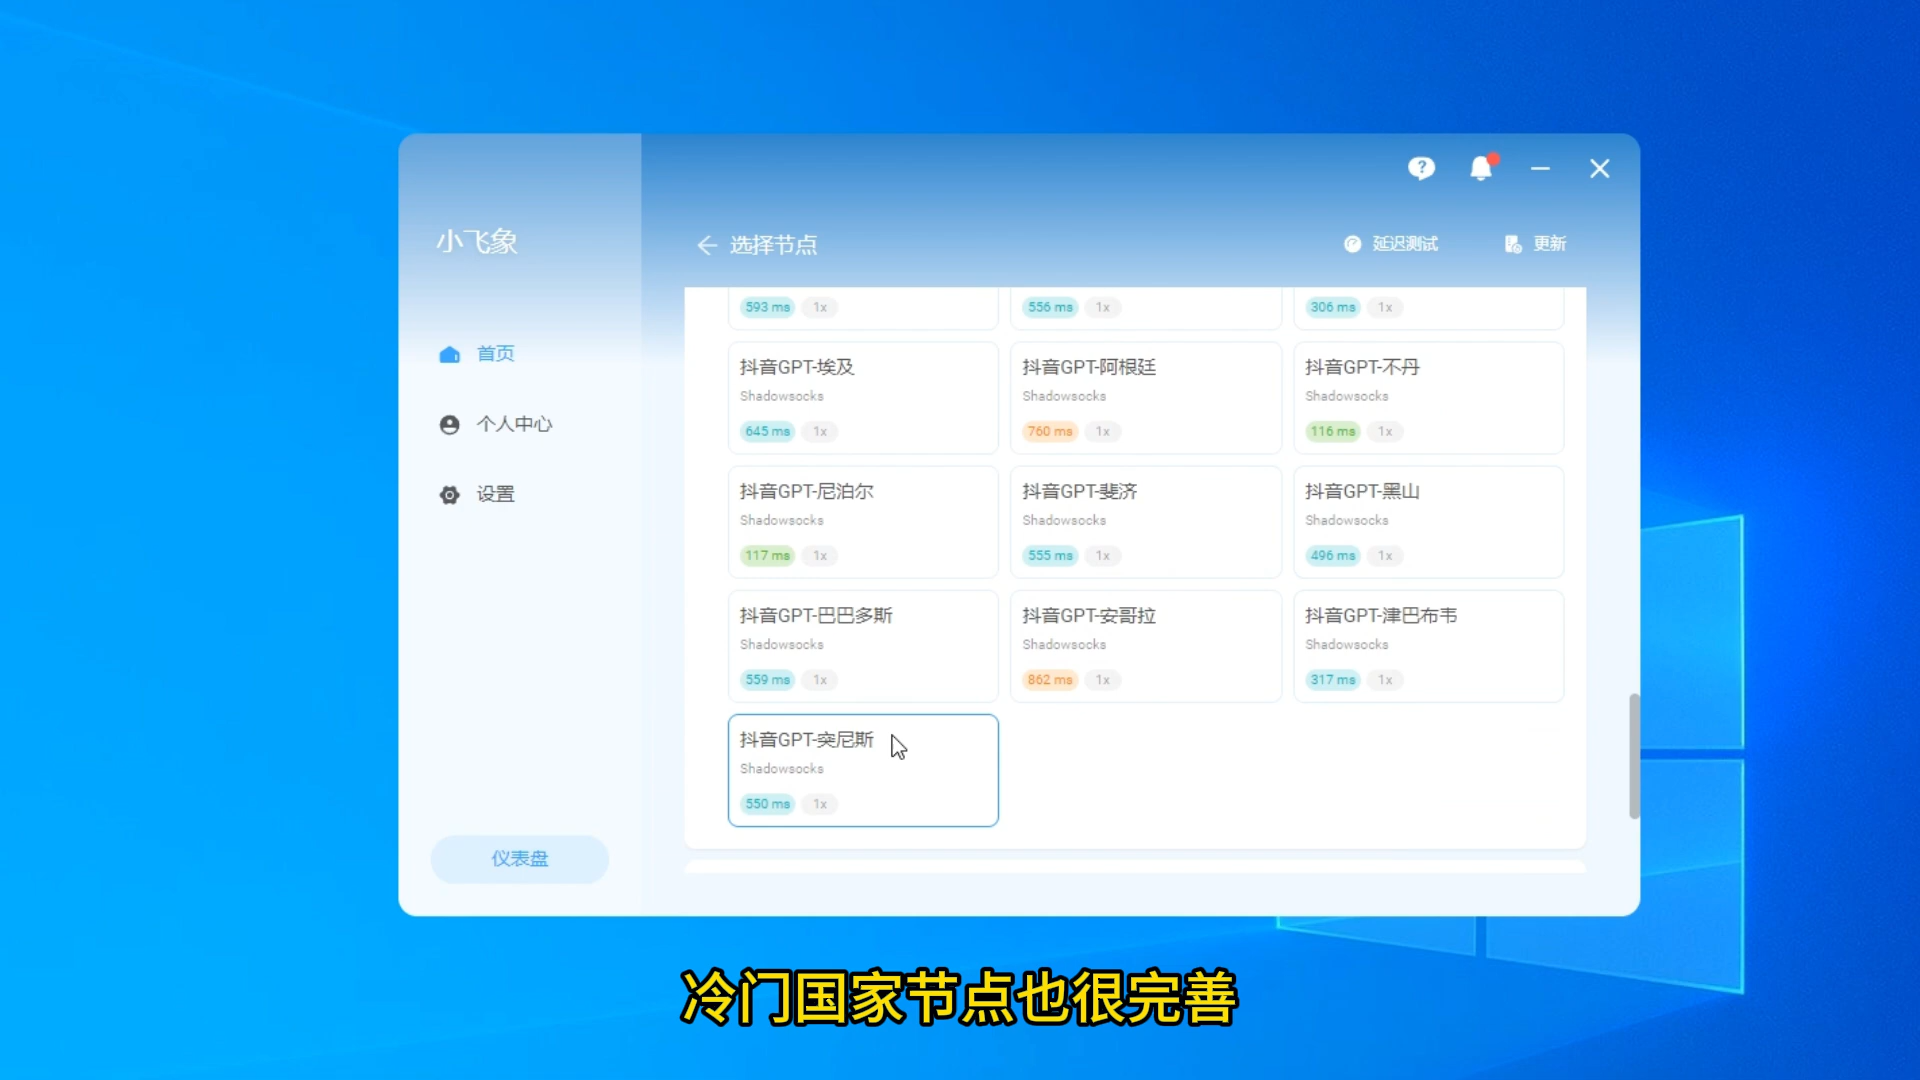 小飞象
首页
个人中心
设置
仪表盘
选择节点
延迟测试
更新
593 ms 1x
556 ms 1x
306 ms 1x
抖音GPT-埃及
Shadowsocks
645 ms 1x
抖音GPT-阿根廷
Shadowsocks
760 ms 1x
抖音GPT-不丹
Shadowsocks
116 ms 1x
抖音GPT-尼泊尔
Shadowsocks
117 ms 1x
抖音GPT-斐济
Shadowsocks
555 ms 1x
抖音GPT-黑山
Shadowsocks
496 ms 1x
抖音GPT-巴巴多斯
Shadowsocks
559 ms 1x
抖音GPT-安哥拉
Shadowsocks
862 ms 1x
抖音GPT-津巴布韦
Shadowsocks
317 ms 1x
抖音GPT-突尼斯
Shadowsocks
550 ms 1x
冷门国家节点也很完善